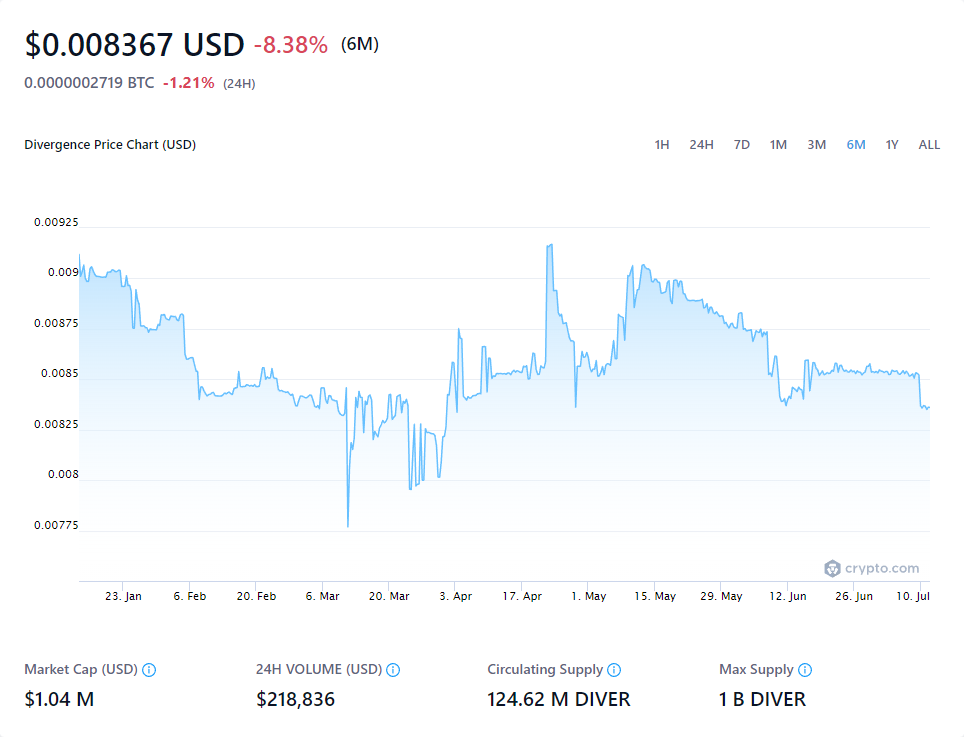 $0.008367 USD -8.38% (6M)
0.0000002719 BTC -1.21% (24H)
Divergence Price Chart (USD)
1H 24H 7D 1M 3M 6M 1Y ALL
0.00925
0.009
0.00875
0.0085
0.00825
0.008
0.00775
crypto.com
23. Jan 6. Feb 20. Feb 6. Mar 20. Mar 3. Apr 17. Apr 1. May 15. May 29. May 12. Jun 26. Jun 10. Jul
Market Cap (USD) 24H VOLUME (USD) Circulating Supply Max Supply
$1.04 M $218,836 124.62 M DIVER 1 B DIVER